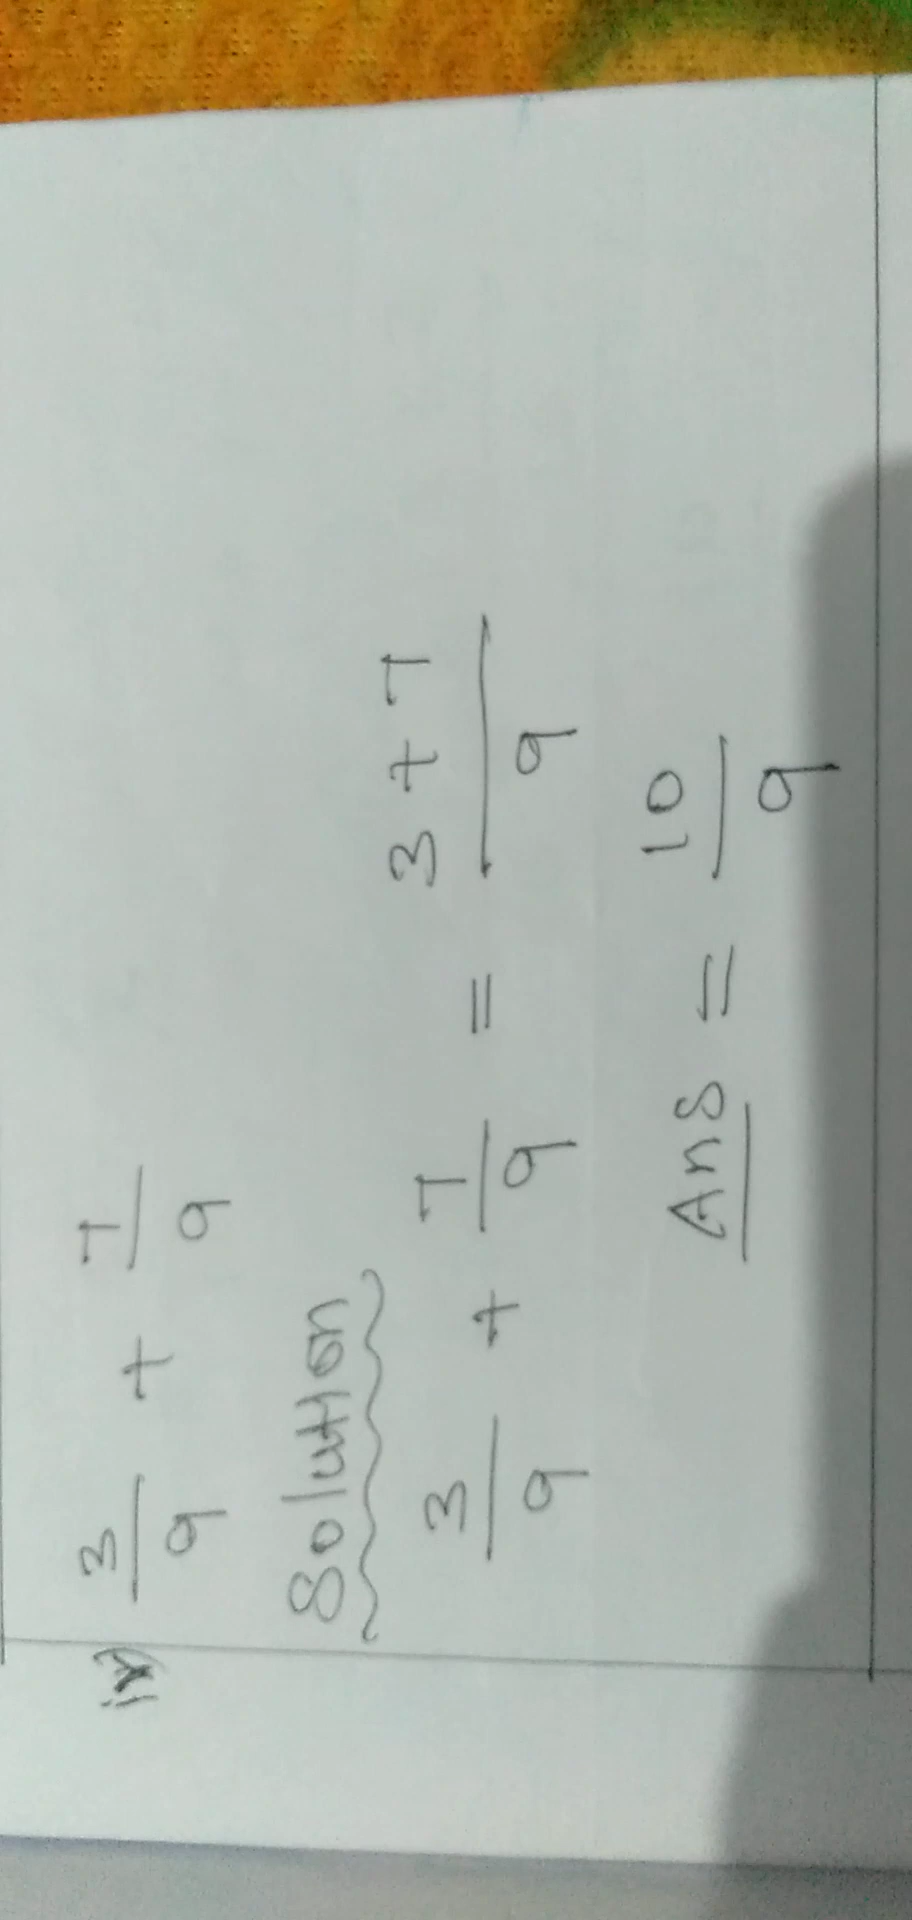 iv) 3/9 + 7/9
Solution
3/9 + 7/9 = 3 + 7/9
Ans = 10/9